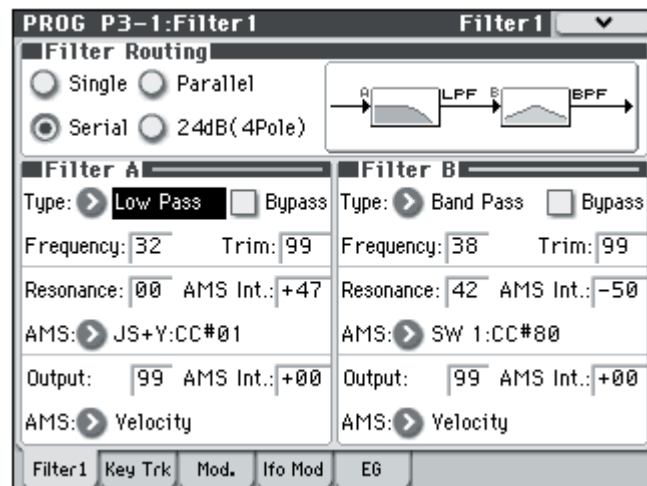 PROG P3-1:Filter1 Filter1
Filter Routing
Single Parallel
Serial 24dB(4Pole)
A LPF B BPF
Filter A
Type: Low Pass Bypass
Frequency: 32 Trim: 99
Resonance: 00 AMS Int.: +47
AMS: JS+Y:CC#01
Output: 99 AMS Int.: +00
AMS: Velocity
Filter B
Type: Band Pass Bypass
Frequency: 38 Trim: 99
Resonance: 42 AMS Int.: -50
AMS: SW 1:CC#80
Output: 99 AMS Int.: +00
AMS: Velocity
Filter1 Key Trk Mod. lfo Mod EG